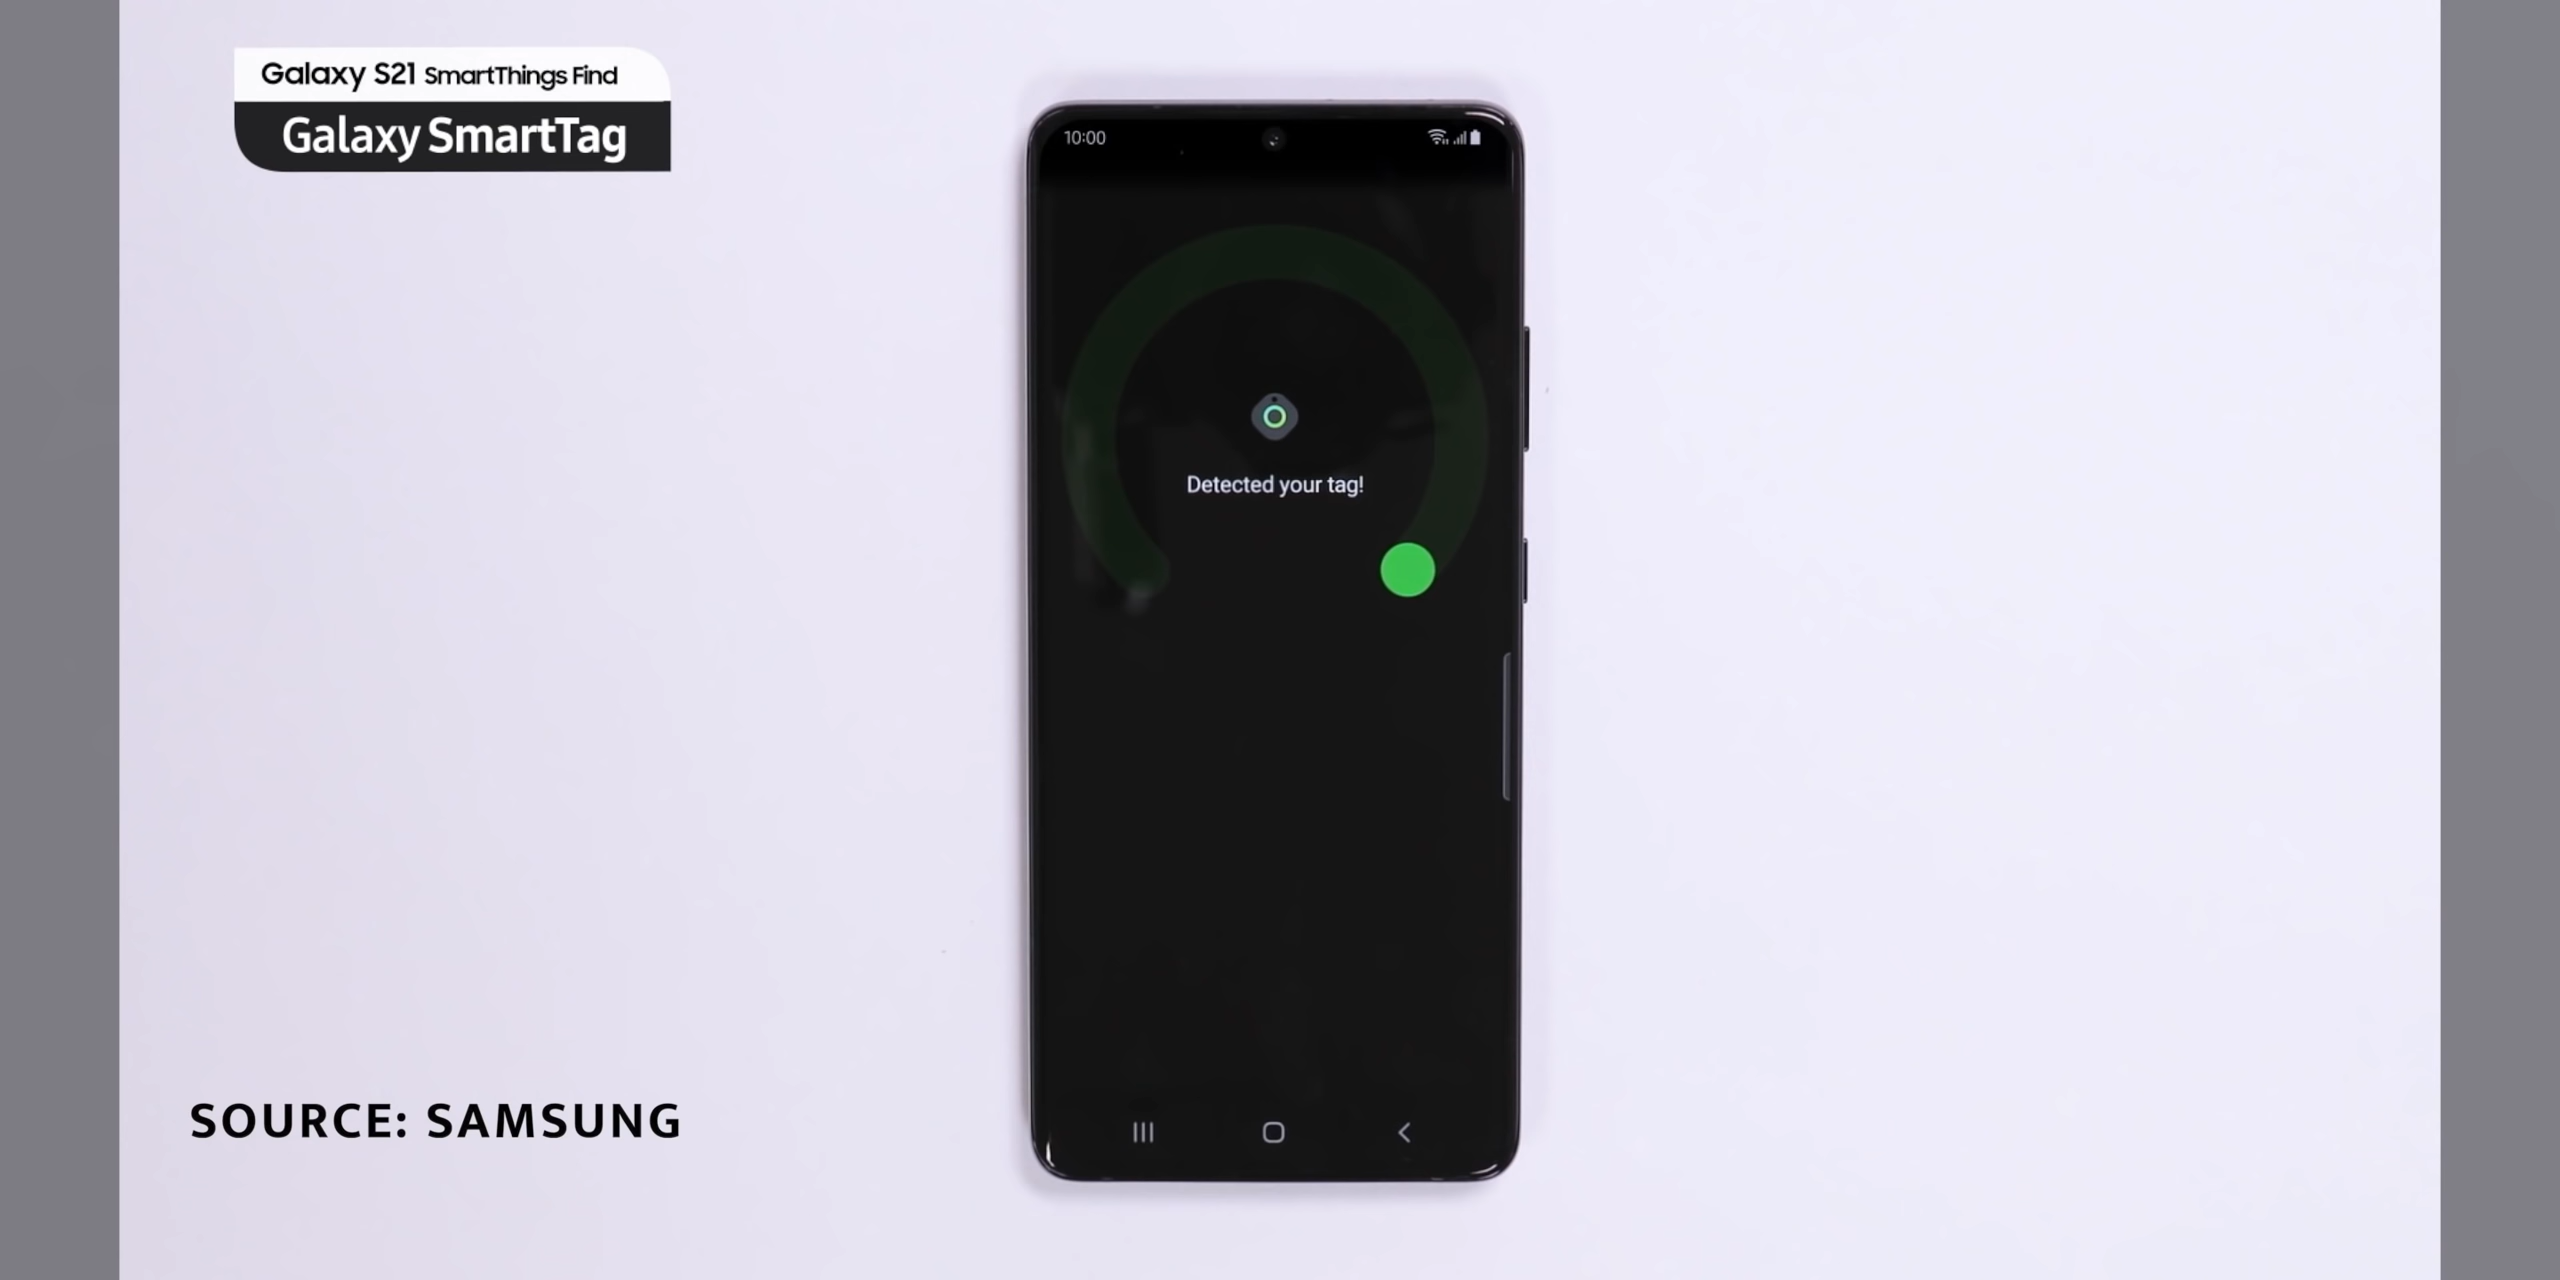 Galaxy S21 SmartThings Find
Galaxy SmartTag
10:00
Detected your tag!
SOURCE: SAMSUNG